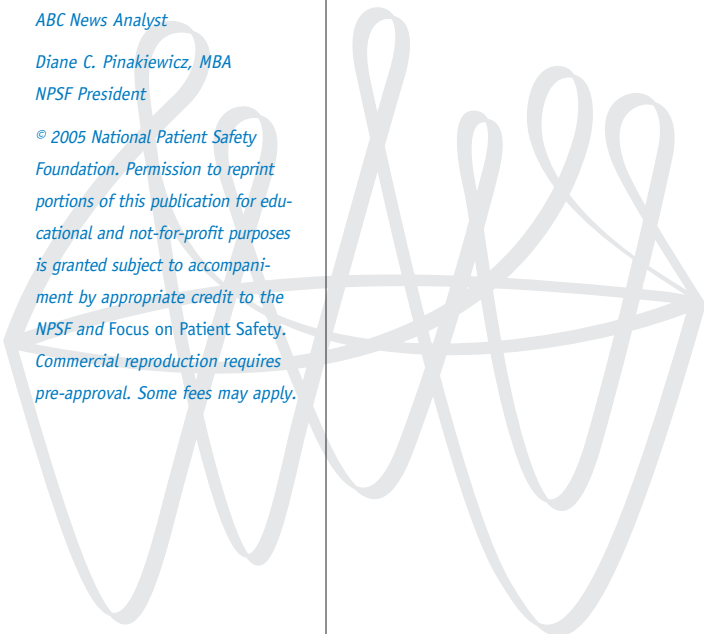 ABC News Analyst
Diane C. Pinakiewicz, MBA
NPSF President
© 2005 National Patient Safety
Foundation. Permission to reprint
portions of this publication for edu-
cational and not-for-profit purposes
is granted subject to accompani-
ment by appropriate credit to the
NPSF and Focus on Patient Safety.
Commercial reproduction requires
pre-approval. Some fees may apply.